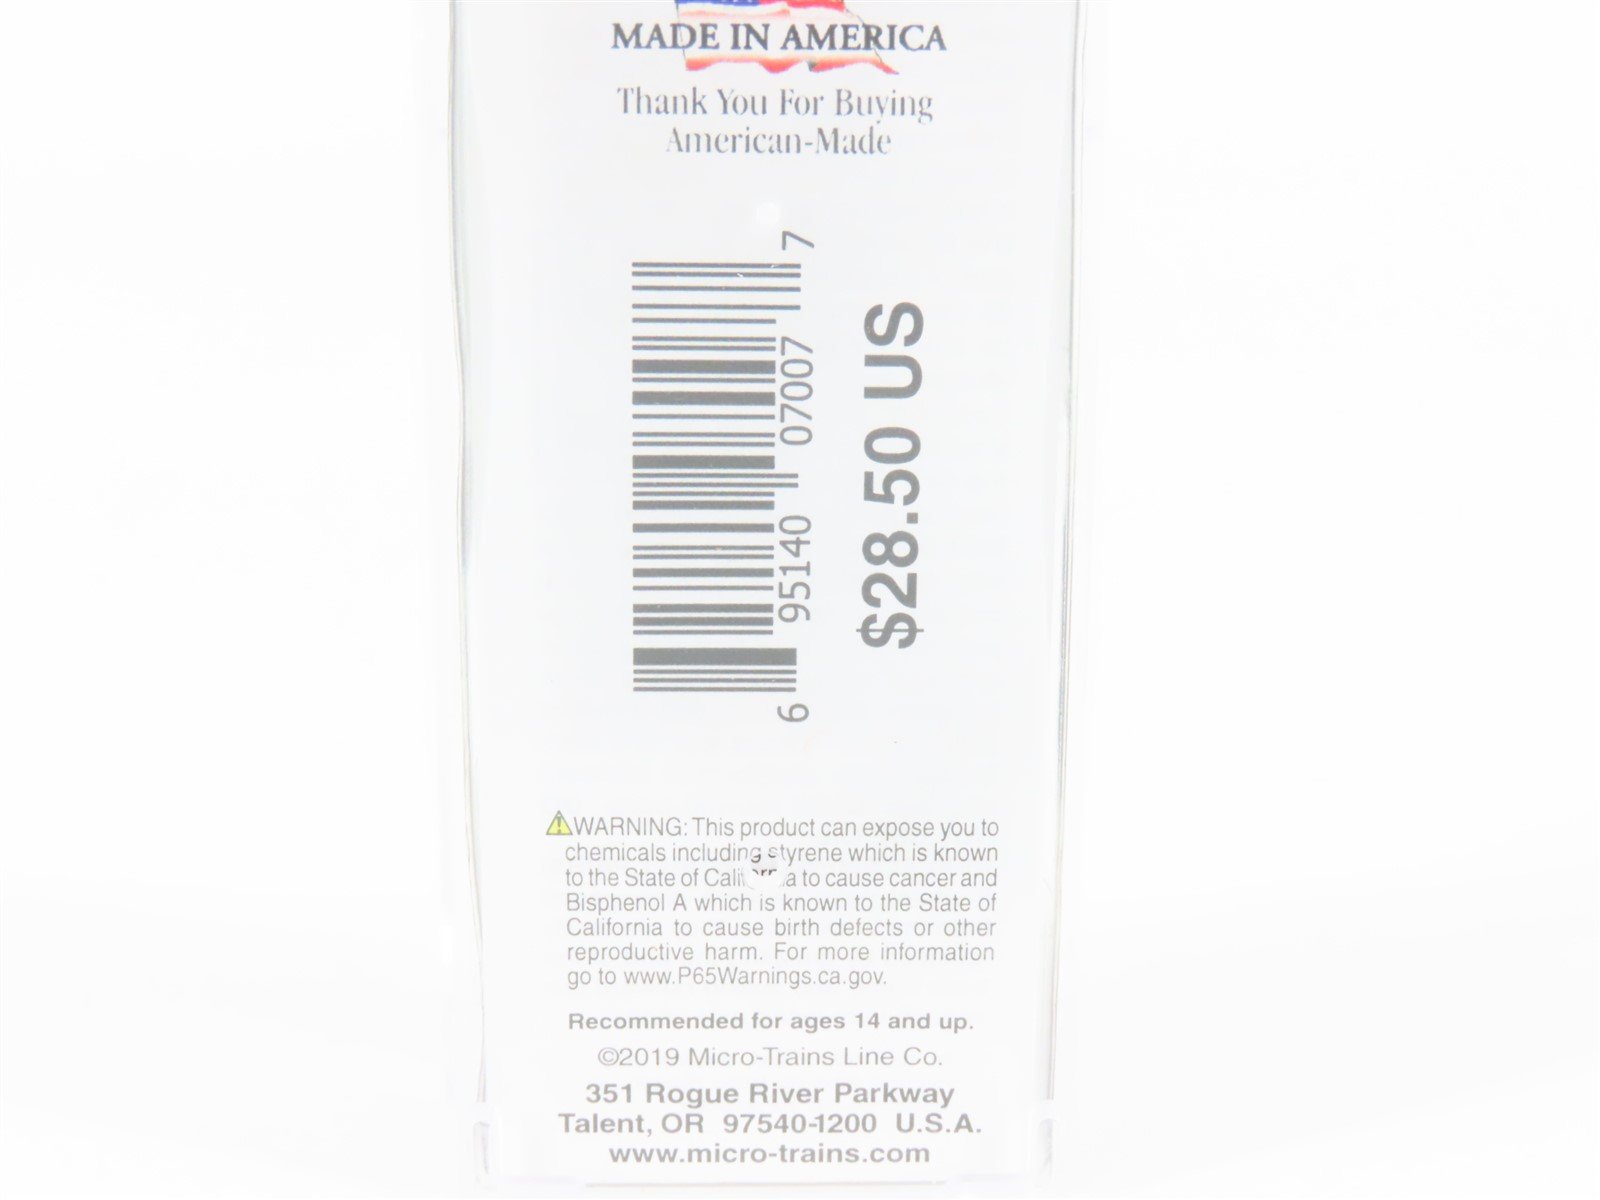 MADE IN AMERICA
Thank You For Buying
American-Made
6 95140 07007 7
$28.50 US
WARNING: This product can expose you to
chemicals including styrene which is known
to the State of California to cause cancer and
Bisphenol A which is known to the State of
California to cause birth defects or other
reproductive harm. For more information
go to www.P65Warnings.ca.gov.
Recommended for ages 14 and up.
©2019 Micro-Trains Line Co.
351 Rogue River Parkway
Talent, OR 97540-1200 U.S.A.
www.micro-trains.com